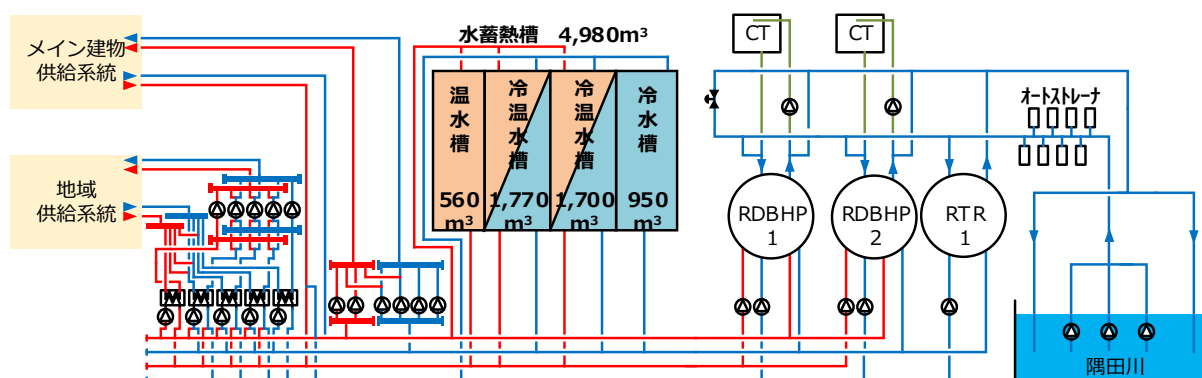 メイン建物
供給系統
地域
供給系統
水蓄熱槽 4,980m³
温水槽
560
m³
冷温水槽
1,770
m³
冷温水槽
1,700
m³
冷水槽
950
m³
CT
CT
オートストレーナ
RDBHP
1
RDBHP
2
RTR
1
隅田川